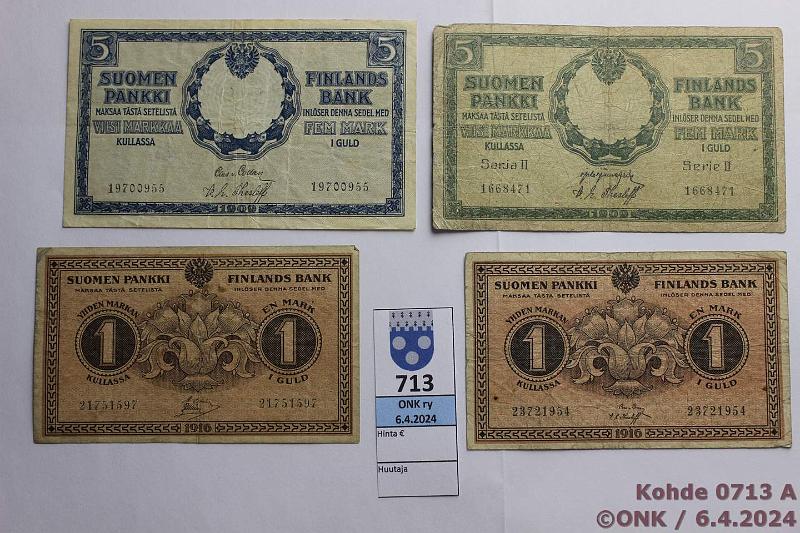 5 5
SUOMEN PANKKI
FINLANDS BANK
MAKSAA TÄSTÄ SETELISTÄ
INLÖSER DENNA SEDEL MED
VIISI MARKKAA
FEM MARK
KULLASSA
I GULD
19700955 19700955
1909
5 5
SUOMEN PANKKI
FINLANDS BANK
MAKSAA TÄSTÄ SETELISTÄ
INLÖSER DENNA SEDEL MED
VIISI MARKKAA
FEM MARK
KULLASSA
I GULD
Serja II Serie II
1668471 1668471
1909
SUOMEN PANKKI FINLANDS BANK
MAKSAA TÄSTÄ SETELISTÄ INLÖSER DENNA SEDEL MED
YHDEN MARKAN EN MARK
1 1
KULLASSA I GULD
21751597 21751597
1916
SUOMEN PANKKI FINLANDS BANK
MAKSAA TÄSTÄ SETELISTÄ INLÖSER DENNA SEDEL MED
YHDEN MARKAN EN MARK
1 1
KULLASSA I GULD
23721954 23721954
1916
713
ONK ry
6.4.2024
Hinta €
Huutaja
Kohde 0713 A
©ONK / 6.4.2024